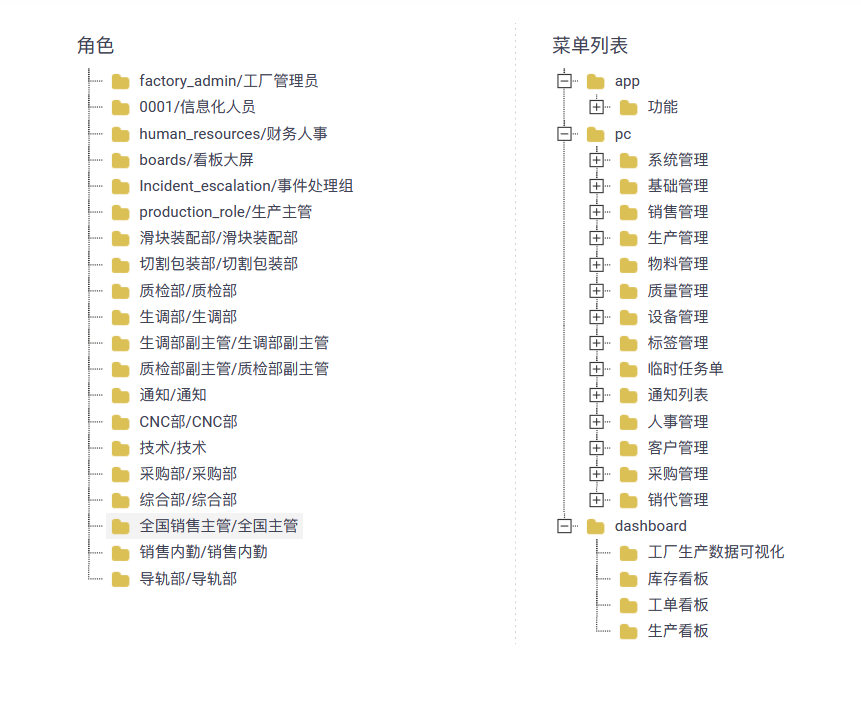 角色
factory_admin/工厂管理员
0001/信息化人员
human_resources/财务人事
boards/看板大屏
Incident_escalation/事件处理组
production_role/生产主管
滑块装配部/滑块装配部
切割包装部/切割包装部
质检部/质检部
生调部/生调部
生调部副主管/生调部副主管
质检部副主管/质检部副主管
通知/通知
CNC部/CNC部
技术/技术
采购部/采购部
综合部/综合部
全国销售主管/全国主管
销售内勤/销售内勤
导轨部/导轨部
菜单列表
app
功能
pc
系统管理
基础管理
销售管理
生产管理
物料管理
质量管理
设备管理
标签管理
临时任务单
通知列表
人事管理
客户管理
采购管理
销代管理
dashboard
工厂生产数据可视化
库存看板
工单看板
生产看板